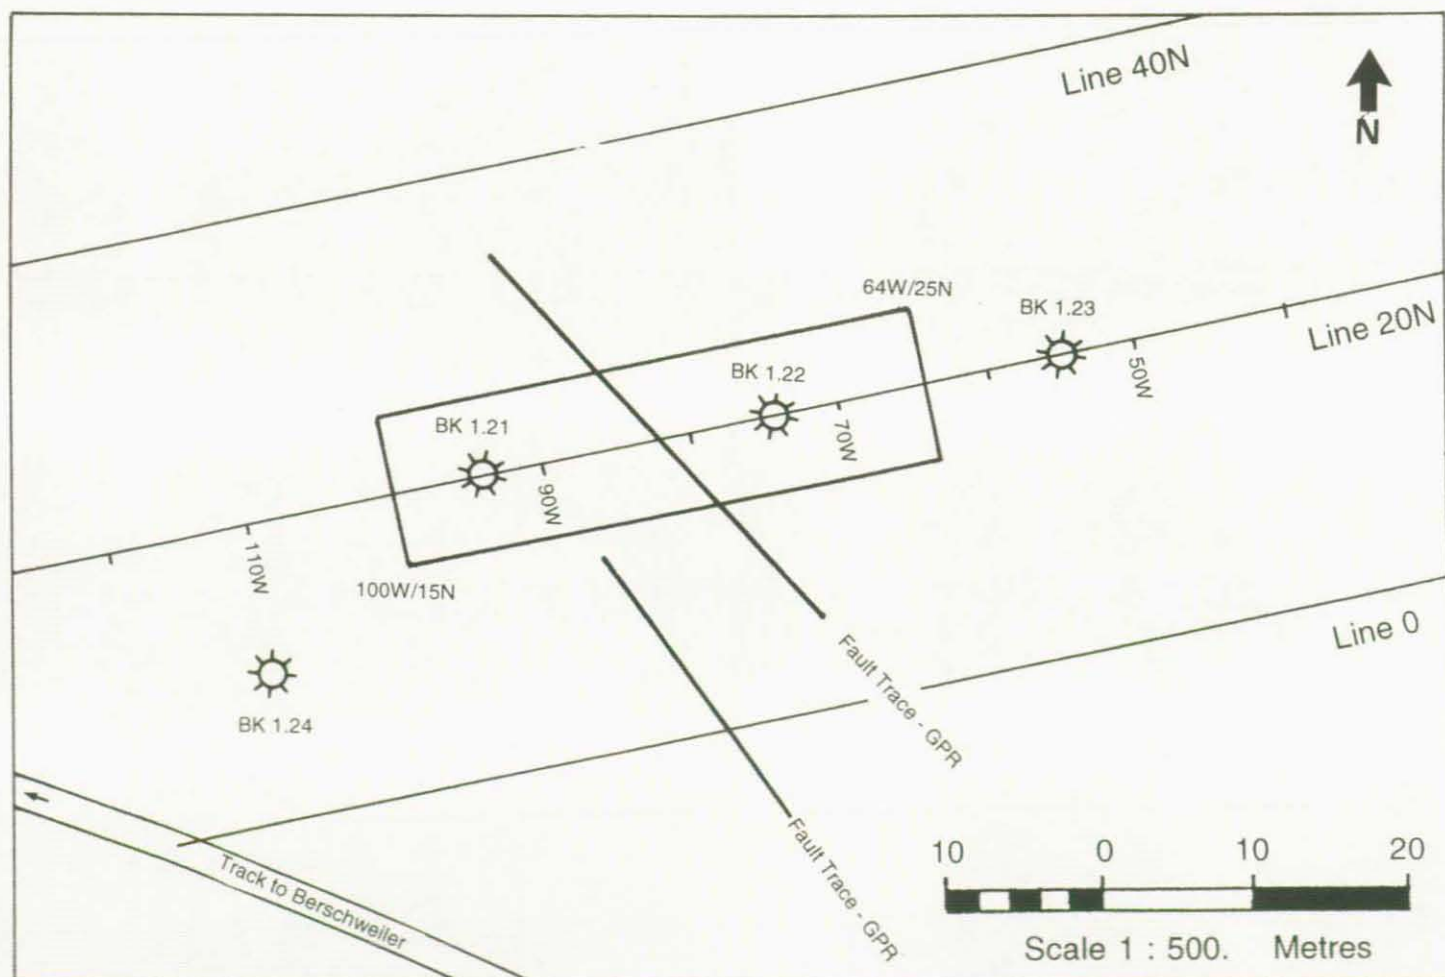 Line 40N
N
64W/25N
BK 1.23
Line 20N
BK 1.22
50W
BK 1.21
70W
90W
110W
100W/15N
Line 0
Fault Trace - GPR
BK 1.24
Fault Trace - GPR
Track to Berschweiler
10 0 10 20
Scale 1 : 500. Metres